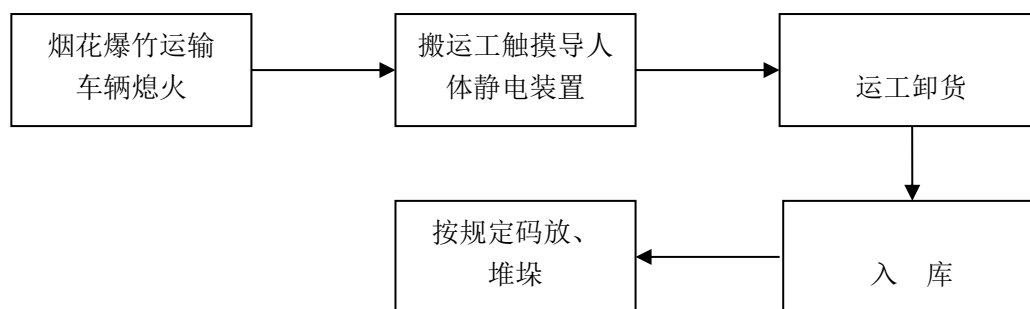 烟花爆竹运输
车辆熄火
搬运工触摸导人
体静电装置
运工卸货
按规定码放、
堆垛
入 库